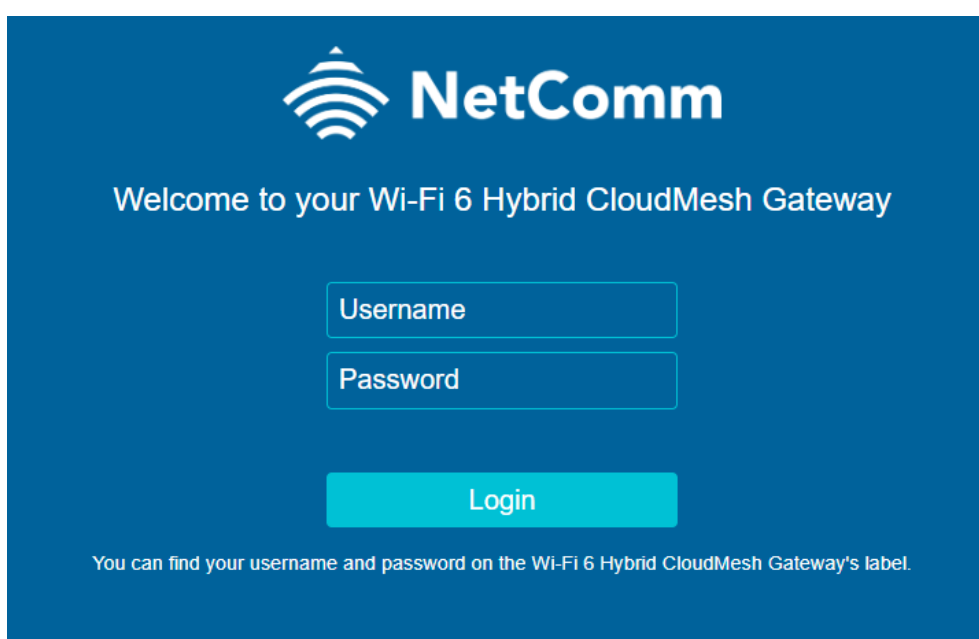 NetComm
Welcome to your Wi-Fi 6 Hybrid CloudMesh Gateway
Username
Password
Login
You can find your username and password on the Wi-Fi 6 Hybrid CloudMesh Gateway's label.